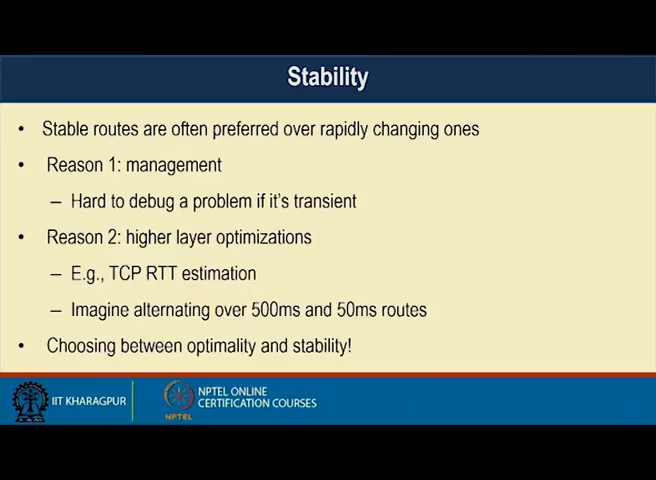 Stability
• Stable routes are often preferred over rapidly changing ones
• Reason 1: management
– Hard to debug a problem if it's transient
• Reason 2: higher layer optimizations
– E.g., TCP RTT estimation
– Imagine alternating over 500ms and 50ms routes
• Choosing between optimality and stability!
IIT KHARAGPUR
NPTEL
NPTEL ONLINE
CERTIFICATION COURSES